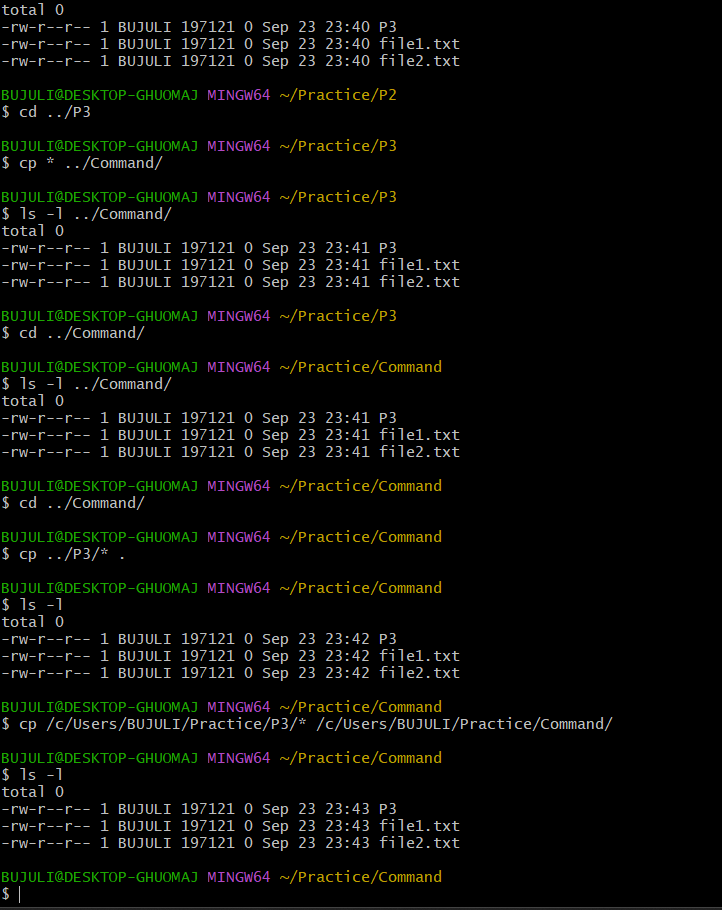 total 0
-rw-r--r-- 1 BUJULI 197121 0 Sep 23 23:40 P3
-rw-r--r-- 1 BUJULI 197121 0 Sep 23 23:40 file1.txt
-rw-r--r-- 1 BUJULI 197121 0 Sep 23 23:40 file2.txt

BUJULI@DESKTOP-GHUOMAJ MINGW64 ~/Practice/P2
$ cd ../P3

BUJULI@DESKTOP-GHUOMAJ MINGW64 ~/Practice/P3
$ cp * ../Command/

BUJULI@DESKTOP-GHUOMAJ MINGW64 ~/Practice/P3
$ ls -l ../Command/
total 0
-rw-r--r-- 1 BUJULI 197121 0 Sep 23 23:41 P3
-rw-r--r-- 1 BUJULI 197121 0 Sep 23 23:41 file1.txt
-rw-r--r-- 1 BUJULI 197121 0 Sep 23 23:41 file2.txt

BUJULI@DESKTOP-GHUOMAJ MINGW64 ~/Practice/P3
$ cd ../Command/

BUJULI@DESKTOP-GHUOMAJ MINGW64 ~/Practice/Command
$ ls -l ../Command/
total 0
-rw-r--r-- 1 BUJULI 197121 0 Sep 23 23:41 P3
-rw-r--r-- 1 BUJULI 197121 0 Sep 23 23:41 file1.txt
-rw-r--r-- 1 BUJULI 197121 0 Sep 23 23:41 file2.txt

BUJULI@DESKTOP-GHUOMAJ MINGW64 ~/Practice/Command
$ cd ../Command/

BUJULI@DESKTOP-GHUOMAJ MINGW64 ~/Practice/Command
$ cp ../P3/* .

BUJULI@DESKTOP-GHUOMAJ MINGW64 ~/Practice/Command
$ ls -l
total 0
-rw-r--r-- 1 BUJULI 197121 0 Sep 23 23:42 P3
-rw-r--r-- 1 BUJULI 197121 0 Sep 23 23:42 file1.txt
-rw-r--r-- 1 BUJULI 197121 0 Sep 23 23:42 file2.txt

BUJULI@DESKTOP-GHUOMAJ MINGW64 ~/Practice/Command
$ cp /c/Users/BUJULI/Practice/P3/* /c/Users/BUJULI/Practice/Command/

BUJULI@DESKTOP-GHUOMAJ MINGW64 ~/Practice/Command
$ ls -l
total 0
-rw-r--r-- 1 BUJULI 197121 0 Sep 23 23:43 P3
-rw-r--r-- 1 BUJULI 197121 0 Sep 23 23:43 file1.txt
-rw-r--r-- 1 BUJULI 197121 0 Sep 23 23:43 file2.txt

BUJULI@DESKTOP-GHUOMAJ MINGW64 ~/Practice/Command
$